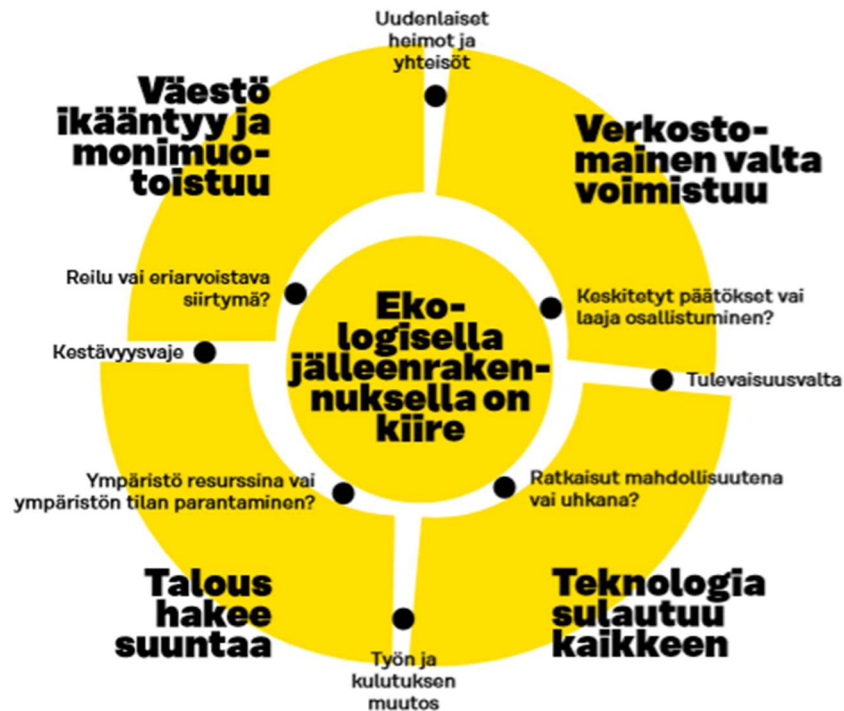 Uudenlaiset
heimot ja
yhteisöt
Väestö
ikääntyy ja
monimuo-
toistuu
Verkosto-
mainen valta
voimistuu
Reilu vai eriarvoistava
siirtymä?
Keskitetyt päätökset vai
laaja osallistuminen?
Eko-
logisella
jälleenraken-
nuksella on
kiire
Kestävyysvaje
Tulevaisuusvalta
Ympäristö resurssina vai
ympäristön tilan parantaminen?
Ratkaisut mahdollisuutena
vai uhkana?
Talous
hakee
suuntaa
Teknologia
sulautuu
kaikkeen
Työn ja
kulutuksen
muutos